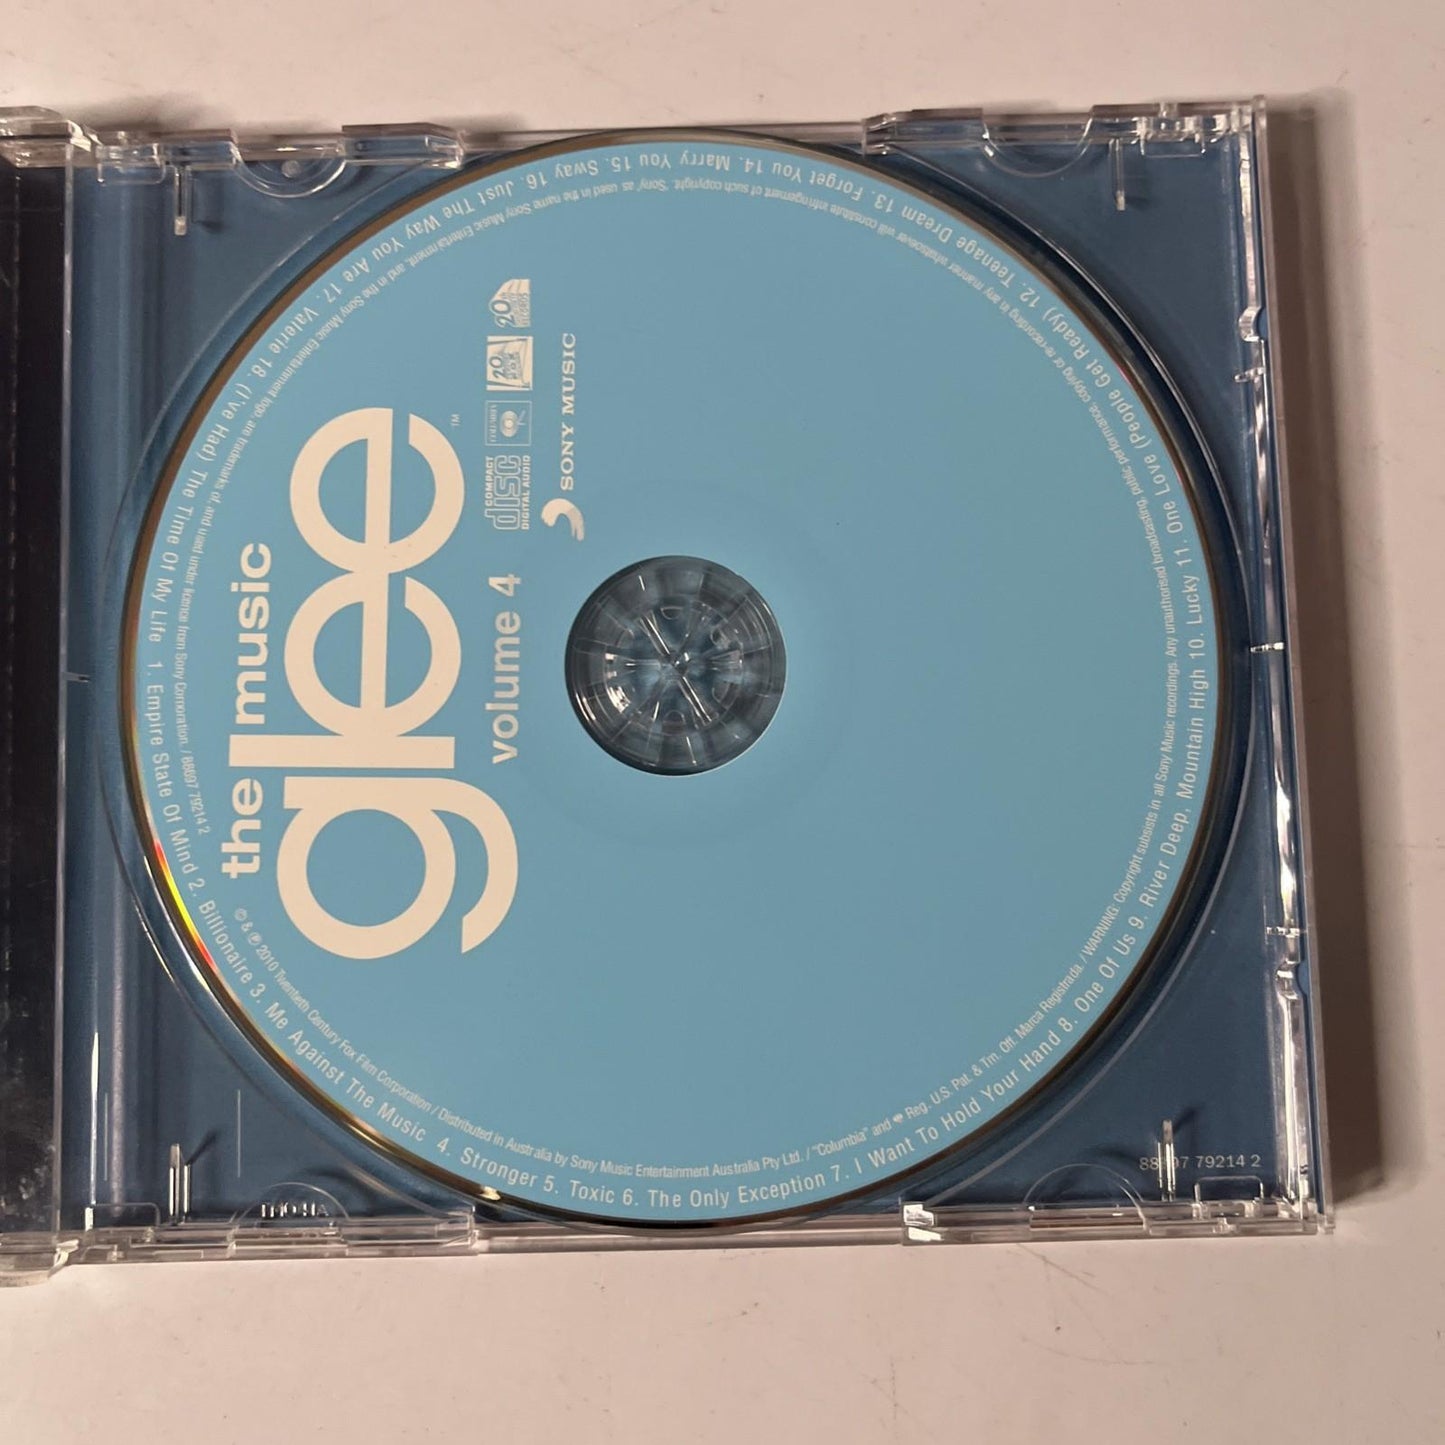 the music
glee™
volume 4
COMPACT
disc
DIGITAL AUDIO
COLUMBIA
20
20
SONY MUSIC
1. Empire State Of Mind 2. Billionaire 3. Me Against The Music 4. Stronger 5. Toxic 6. The Only Exception 7. I Want To Hold Your Hand 8. One Of Us 9. River Deep, Mountain High 10. Lucky 11. One Love (People Get Ready) 12. Teenage Dream 13. Forget You 14. Marry You 15. Sway 16. Just The Way You Are 17. Valerie 18. (I've Had) The Time Of My Life
© & ℗ 2010 Twentieth Century Fox Film Corporation / Distributed in Australia by Sony Music Entertainment Australia Pty Ltd. / "Columbia" and Reg. U.S. Pat. & Tm. Off. Marca Registrada. / WARNING: Copyright subsists in all Sony Music recordings. Any unauthorised broadcasting, public performance, copying or re-recording in any manner whatsoever will constitute infringement of such copyright. 'Sony' as used in the name Sony Music Entertainment, and in the Sony Music Entertainment logo, are trademarks of, and used under licence from Sony Corporation. / 88697 79214 2
79214 2